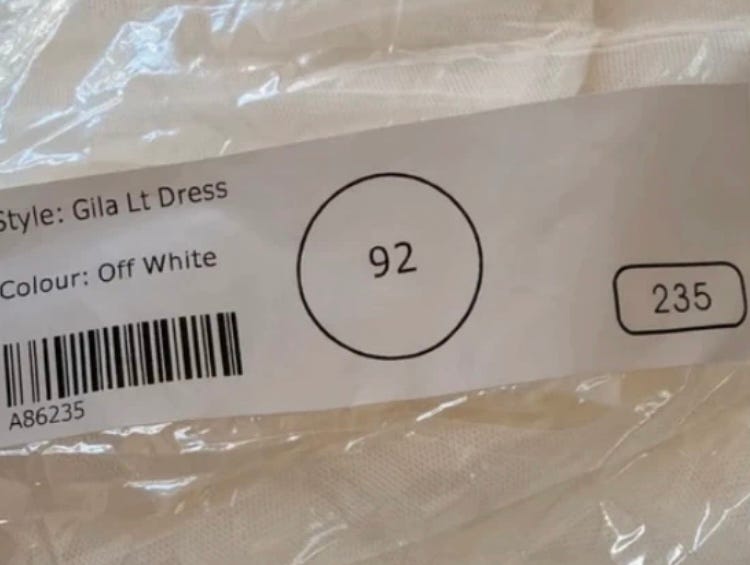 Style: Gila Lt Dress
Colour: Off White
A86235
92
235